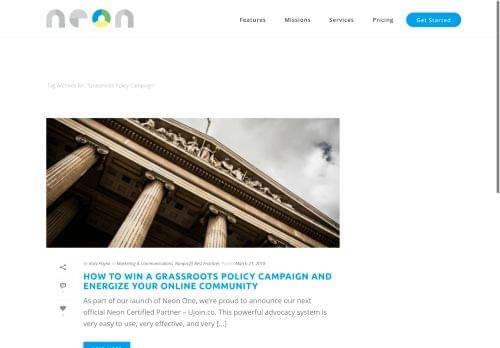 neon
Features
Missions
Services
Pricing
Get Started
Tag Archives for: "Grassroots Policy Campaign"
By Katy Payne In Marketing & Communications, Nonprofit Best Practices Posted March 21, 2018
HOW TO WIN A GRASSROOTS POLICY CAMPAIGN AND
ENERGIZE YOUR ONLINE COMMUNITY
As part of our launch of Neon One, we're proud to announce our next
official Neon Certified Partner – Ujoin.co. This powerful advocacy system is
very easy to use, very effective, and very [...]